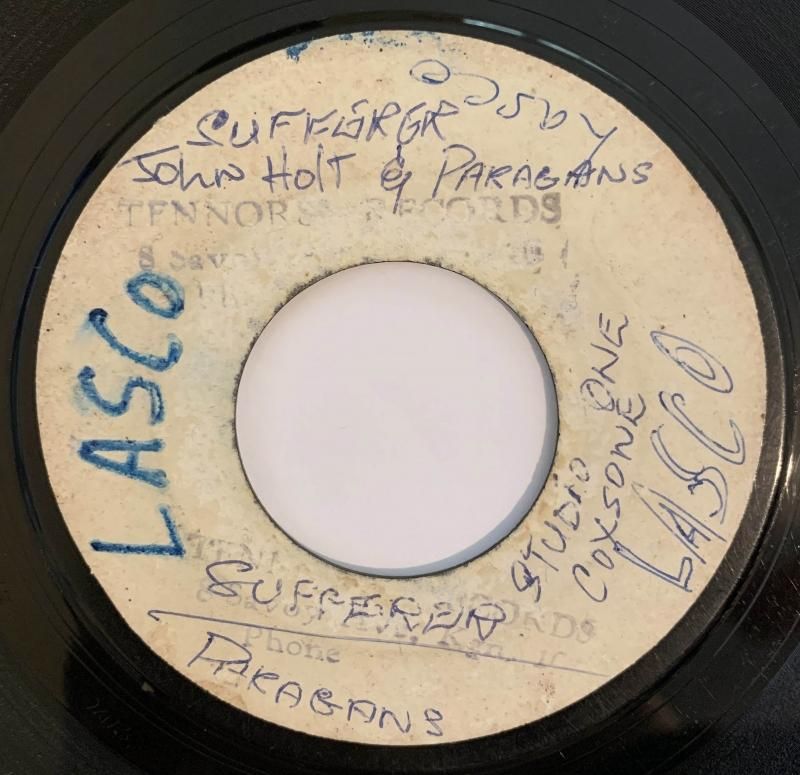 SUFFERER
JOHN HOLT & PARAGANS
TENNORS RECORDS
LASCO
STUDIO ONE
COXSONE
LASCO
SUFFERER
Phone
PARAGANS